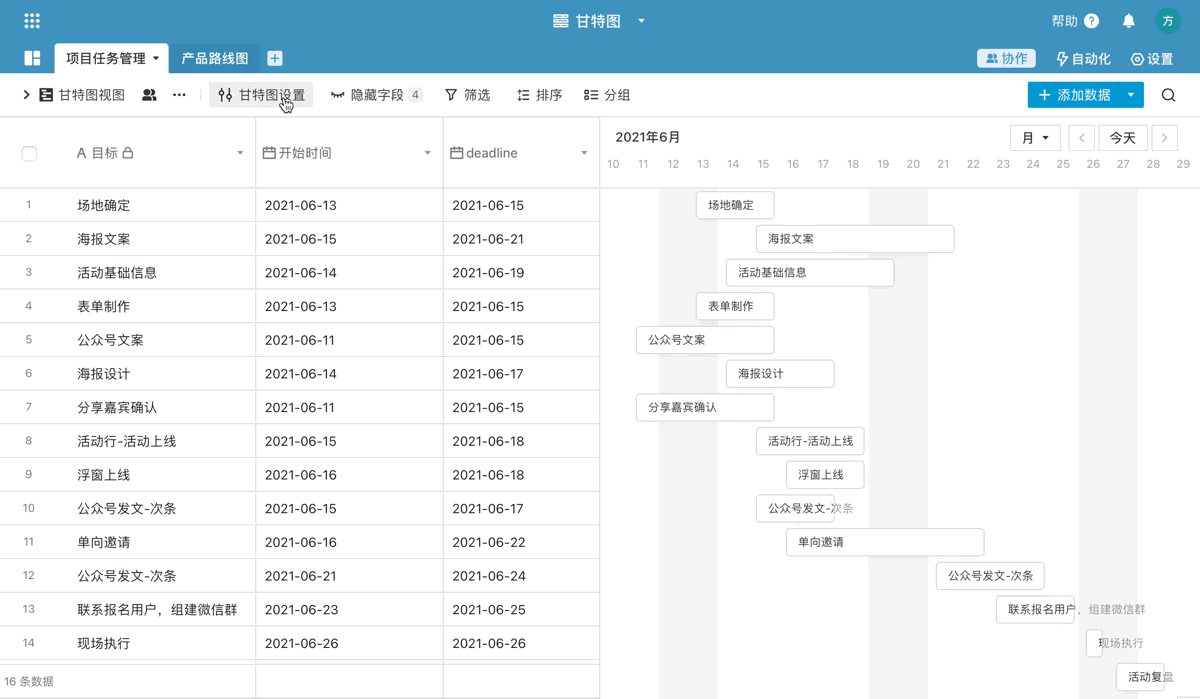 甘特图
帮助
方
项目任务管理
产品路线图
协作
自动化
设置
甘特图视图
甘特图设置
隐藏字段 4
筛选
排序
分组
添加数据
A 目标
开始时间
deadline
2021年6月
月
今天
10 11 12 13 14 15 16 17 18 19 20 21 22 23 24 25 26 27 28 29
1 场地确定 2021-06-13 2021-06-15 场地确定
2 海报文案 2021-06-15 2021-06-21 海报文案
3 活动基础信息 2021-06-14 2021-06-19 活动基础信息
4 表单制作 2021-06-13 2021-06-15 表单制作
5 公众号文案 2021-06-11 2021-06-15 公众号文案
6 海报设计 2021-06-14 2021-06-17 海报设计
7 分享嘉宾确认 2021-06-11 2021-06-15 分享嘉宾确认
8 活动行-活动上线 2021-06-15 2021-06-18 活动行-活动上线
9 浮窗上线 2021-06-16 2021-06-18 浮窗上线
10 公众号发文-次条 2021-06-15 2021-06-17 公众号发文-次条
11 单向邀请 2021-06-16 2021-06-22 单向邀请
12 公众号发文-次条 2021-06-21 2021-06-24 公众号发文-次条
13 联系报名用户，组建微信群 2021-06-23 2021-06-25 联系报名用户，组建微信群
14 现场执行 2021-06-26 2021-06-26 现场执行
16 条数据
活动复盘